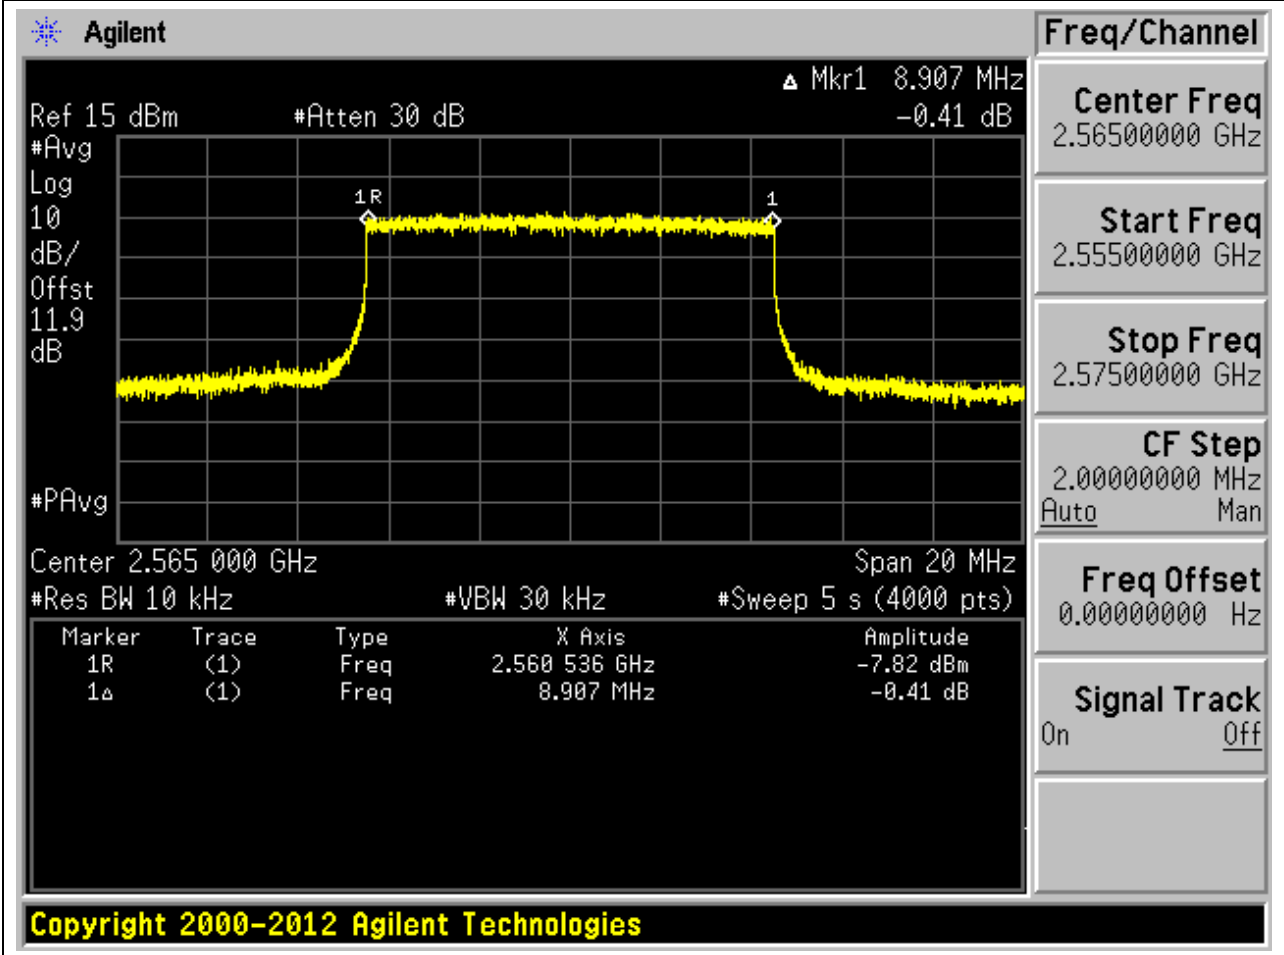 Agilent
Freq/Channel
Δ Mkr1 8.907 MHz
Ref 15 dBm #Atten 30 dB -0.41 dB
#Avg
Log
10
dB/
Offst
11.9
dB
1R
1
#PAvg
Center 2.565 000 GHz Span 20 MHz
#Res BW 10 kHz #VBW 30 kHz #Sweep 5 s (4000 pts)
Marker Trace Type X Axis Amplitude
1R (1) Freq 2.560 536 GHz -7.82 dBm
1Δ (1) Freq 8.907 MHz -0.41 dB
Center Freq
2.56500000 GHz
Start Freq
2.55500000 GHz
Stop Freq
2.57500000 GHz
CF Step
2.00000000 MHz
Auto Man
Freq Offset
0.00000000 Hz
Signal Track
On Off
Copyright 2000-2012 Agilent Technologies